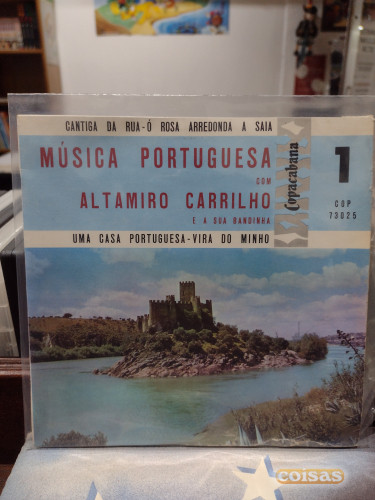 CANTIGA DA RUA-Ó ROSA ARREDONDA A SAIA
MÚSICA PORTUGUESA
COM
ALTAMIRO CARRILHO
E A SUA BANDINHA
UMA CASA PORTUGUESA-VIRA DO MINHO
Copacabana
1
COP
73025
coisas